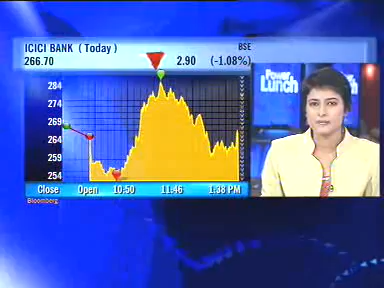 ICICI BANK (Today)
BSE
266.70
2.90
(-1.08%)
284
279
274
269
264
259
254
Close
Open
10:50
11:46
1:38 PM
Bloomberg
Power
Lunch